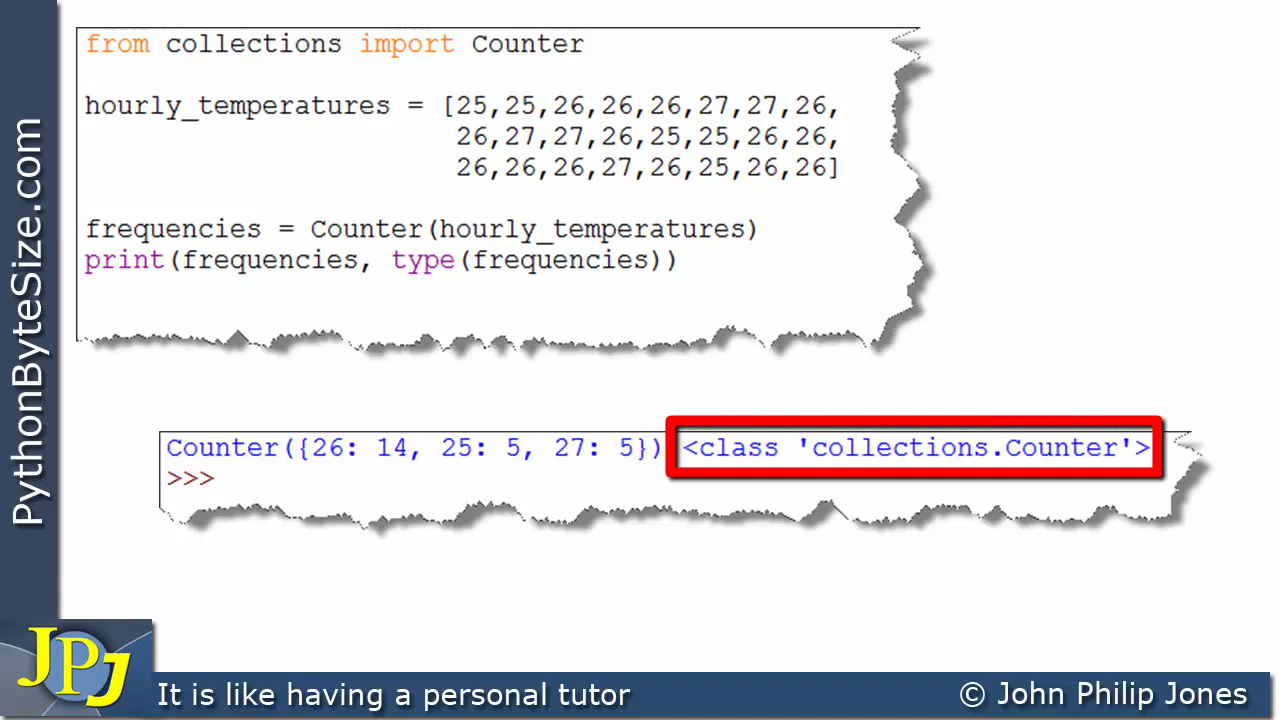 from collections import Counter
hourly_temperatures = [25,25,26,26,26,27,27,26,
26,27,27,26,25,25,26,26,
26,26,26,27,26,25,26,26]
frequencies = Counter(hourly_temperatures)
print(frequencies, type(frequencies))
Counter({26: 14, 25: 5, 27: 5}) <class 'collections.Counter'>
>>>
PythonByteSize.com
JPJ
It is like having a personal tutor
© John Philip Jones